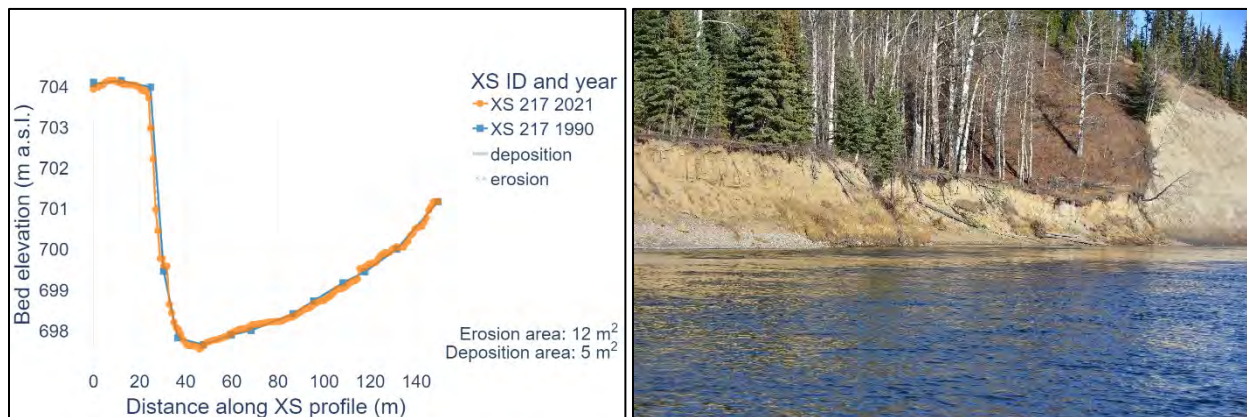 XS ID and year
XS 217 2021
XS 217 1990
deposition
erosion
704
703
702
701
700
699
698
Bed elevation (m a.s.l.)
Erosion area: 12 m²
Deposition area: 5 m²
0 20 40 60 80 100 120 140
Distance along XS profile (m)